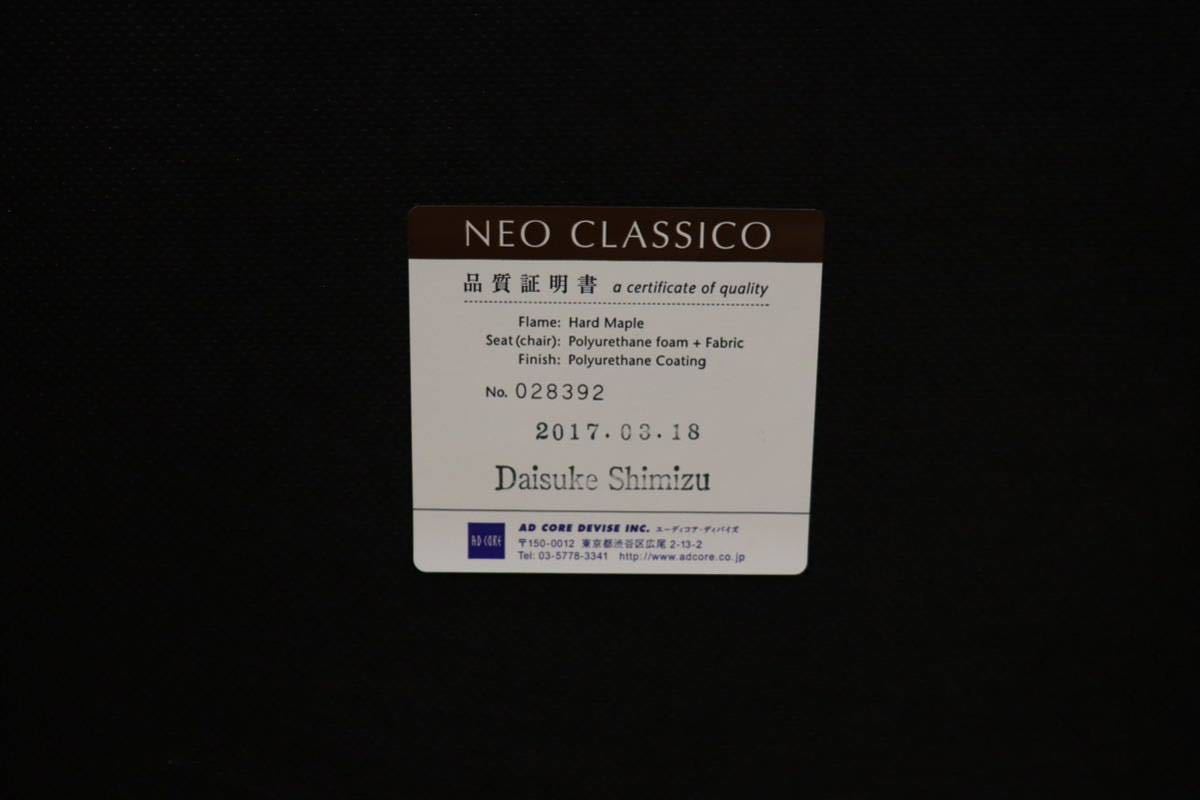 NEO CLASSICO
品質証明書 a certificate of quality
Flame: Hard Maple
Seat (chair): Polyurethane foam + Fabric
Finish: Polyurethane Coating
No. 028392
2017.03.18
Daisuke Shimizu
AD CORE
AD CORE DEVISE INC. エーディコア・ディバイズ
〒150-0012 東京都渋谷区広尾 2-13-2
Tel: 03-5778-3341 http://www.adcore.co.jp